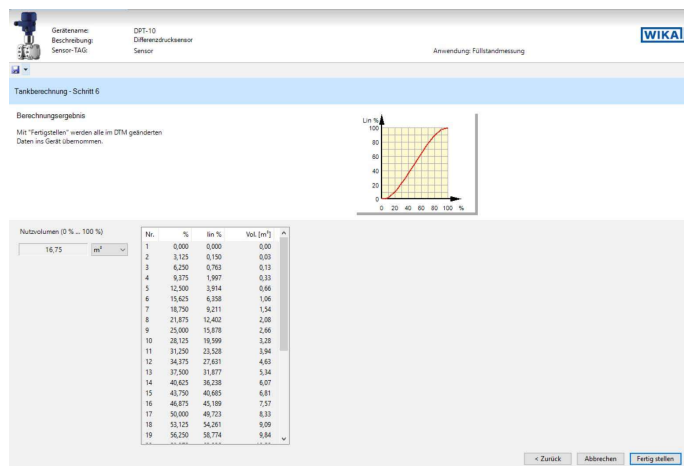 Gerätename: DPT-10
Beschreibung: Differenzdrucksensor
Sensor-TAG: Sensor
Anwendung: Füllstandmessung
WIKA
Tankberechnung - Schritt 6
Berechnungsergebnis
Mit "Fertigstellen" werden alle im DTM geänderten
Daten ins Gerät übernommen.
Lin %
100
80
60
40
20
0
0 20 40 60 80 100 %
Nutzvolumen (0 % ... 100 %)
16,75 m³
Nr. % lin % Vol. [m³]
1 0,000 0,000 0,00
2 3,125 0,150 0,03
3 6,250 0,763 0,13
4 9,375 1,997 0,33
5 12,500 3,914 0,66
6 15,625 6,358 1,06
7 18,750 9,211 1,54
8 21,875 12,402 2,08
9 25,000 15,878 2,66
10 28,125 19,599 3,28
11 31,250 23,528 3,94
12 34,375 27,631 4,63
13 37,500 31,877 5,34
14 40,625 36,238 6,07
15 43,750 40,685 6,81
16 46,875 45,189 7,57
17 50,000 49,723 8,33
18 53,125 54,261 9,09
19 56,250 58,774 9,84
< Zurück Abbrechen Fertig stellen